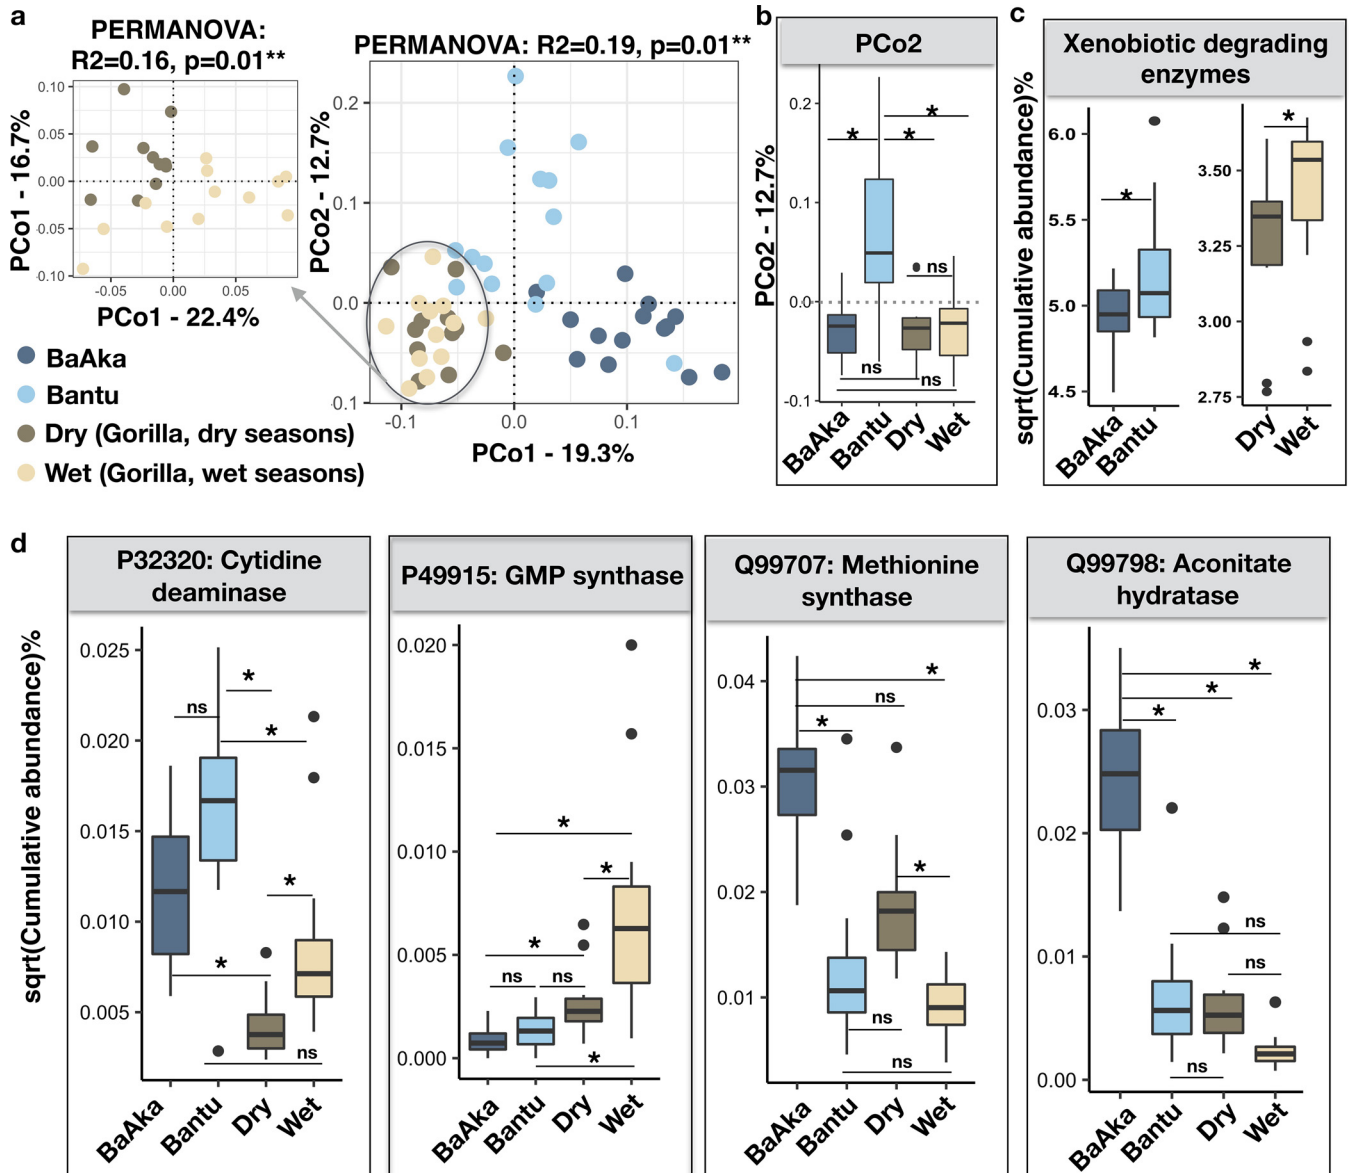 a
PERMANOVA:
R2=0.16, p=0.01**
0.10
0.05
0.00
-0.05
-0.10
-0.05
0.00
0.05
PCo1 - 16.7%
PCo1 - 22.4%
PERMANOVA: R2=0.19, p=0.01**
0.2
0.1
0.0
-0.1
-0.1
0.0
0.1
PCo2 - 12.7%
PCo1 - 19.3%
BaAka
Bantu
Dry (Gorilla, dry seasons)
Wet (Gorilla, wet seasons)
b
PCo2
PCo2 - 12.7%
0.2
0.1
0.0
-0.1
*
*
*
ns
ns
ns
BaAka
Bantu
Dry
Wet
c
Xenobiotic degrading
enzymes
sqrt(Cumulative abundance)%
6.0
5.5
5.0
4.5
*
BaAka
Bantu
3.50
3.25
3.00
2.75
*
Dry
Wet
d
sqrt(Cumulative abundance)%
P32320: Cytidine
deaminase
0.025
0.020
0.015
0.010
0.005
*
ns
*
*
*
ns
BaAka
Bantu
Dry
Wet
P49915: GMP synthase
0.020
0.015
0.010
0.005
0.000
*
*
*
ns
ns
*
BaAka
Bantu
Dry
Wet
Q99707: Methionine
synthase
0.04
0.03
0.02
0.01
*
ns
*
*
ns
ns
BaAka
Bantu
Dry
Wet
Q99798: Aconitate
hydratase
0.03
0.02
0.01
0.00
*
*
*
ns
ns
ns
BaAka
Bantu
Dry
Wet